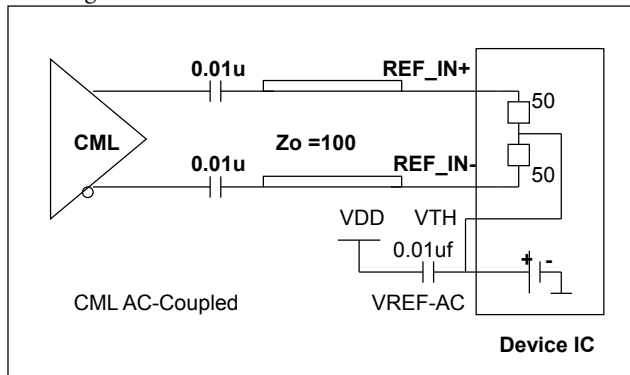 0.01u
REF_IN+
50
CML
0.01u
Zo =100
REF_IN-
50
VDD
VTH
0.01uf
+ -
CML AC-Coupled
VREF-AC
Device IC